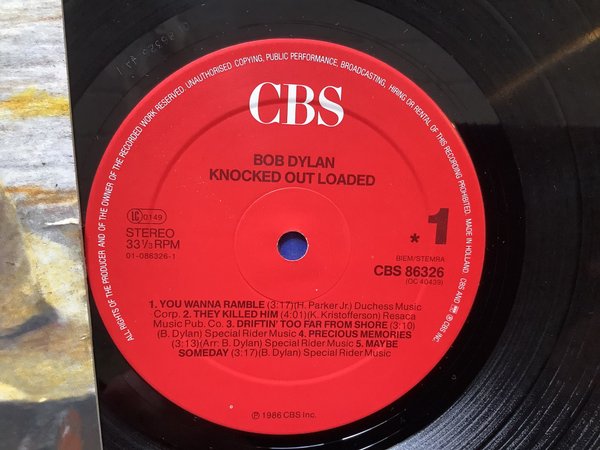 ALL RIGHTS OF THE PRODUCER AND OF THE OWNER OF THE RECORDED WORK RESERVED. UNAUTHORISED COPYING, PUBLIC PERFORMANCE, BROADCASTING, HIRING OR RENTAL OF THIS RECORDING PROHIBITED. MADE IN HOLLAND. CBS AND ℗ © CBS INC.
CBS
BOB DYLAN
KNOCKED OUT LOADED
LC 0149
STEREO
33⅓ RPM
01-086326-1
* 1
BIEM/STEMRA
CBS 86326
(OC 40439)
1. YOU WANNA RAMBLE (3:17)(H. Parker Jr.) Duchess Music
Corp. 2. THEY KILLED HIM (4:01)(K. Kristofferson) Resaca
Music Pub. Co. 3. DRIFTIN' TOO FAR FROM SHORE (3:10)
(B. Dylan) Special Rider Music 4. PRECIOUS MEMORIES
(3:13)(Arr: B. Dylan) Special Rider Music 5. MAYBE
SOMEDAY (3:17)(B. Dylan) Special Rider Music
℗ 1986 CBS Inc.